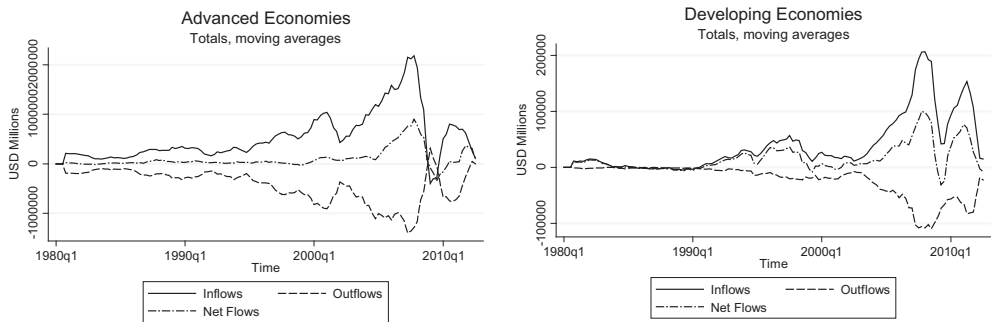 Advanced Economies
Totals, moving averages
USD Millions
2000000
1000000
0
-1000000
1980q1 1990q1 2000q1 2010q1
Time
Inflows Outflows
Net Flows
Developing Economies
Totals, moving averages
USD Millions
200000
100000
0
-100000
1980q1 1990q1 2000q1 2010q1
Time
Inflows Outflows
Net Flows